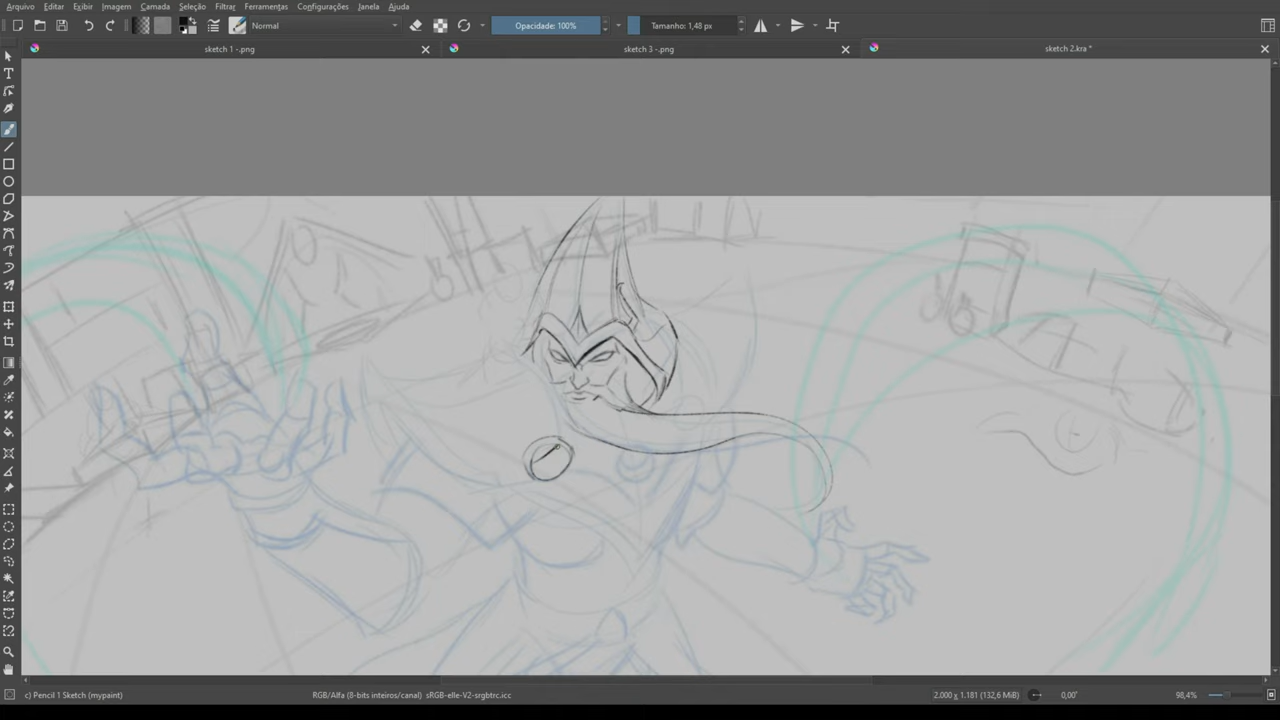 Arquivo Editar Exibir Imagem Camada Seleção Filtrar Ferramentas Configurações Janela Ajuda
Normal Opacidade: 100% Tamanho: 1,48 px
sketch 1 -.png sketch 3 -.png sketch 2.kra *
c) Pencil 1 Sketch (mypaint) RGB/Alfa (8-bits inteiros/canal) sRGB-elle-V2-srgbtrc.icc 2.000 x 1.181 (132,6 MiB) 0,00° 98,4%